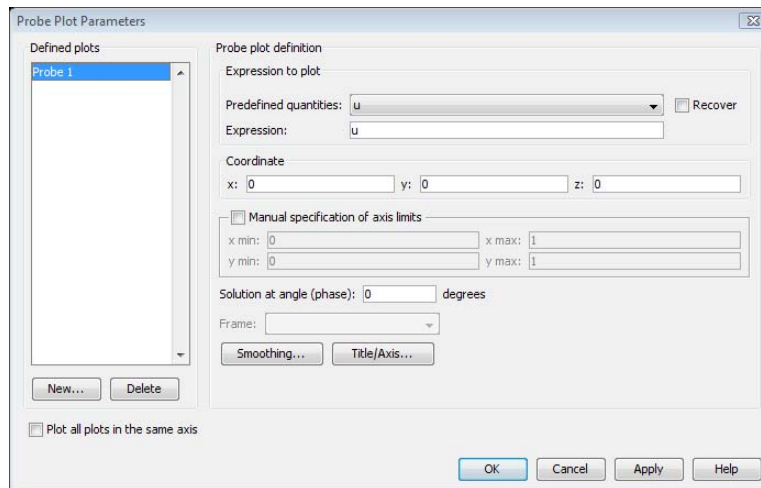 Probe Plot Parameters
Defined plots
Probe 1
New... Delete
Plot all plots in the same axis
Probe plot definition
Expression to plot
Predefined quantities: u Recover
Expression: u
Coordinate
x: 0 y: 0 z: 0
Manual specification of axis limits
x min: 0 x max: 1
y min: 0 y max: 1
Solution at angle (phase): 0 degrees
Frame:
Smoothing... Title/Axis...
OK Cancel Apply Help